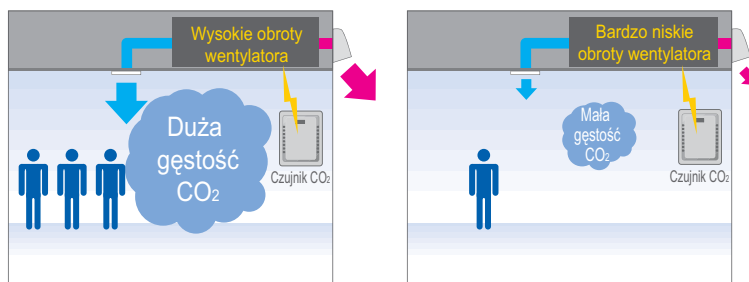 Wysokie obroty
wentylatora
Duża
gęstość
CO₂
Czujnik CO₂
Bardzo niskie
obroty wentylatora
Mała
gęstość
CO₂
Czujnik CO₂